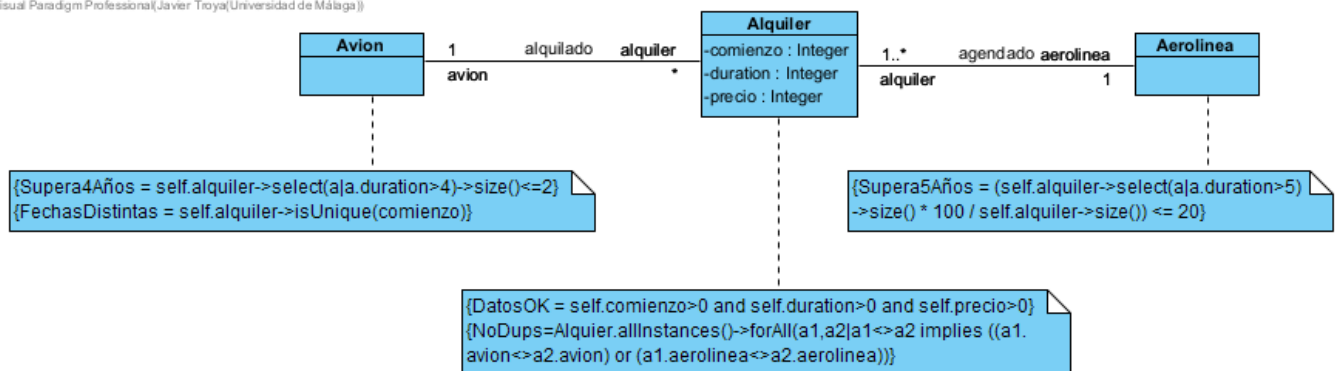 isual Paradigm Professional(Javier Troya(Universidad de Málaga))
Avion
1 alquilado alquiler
avion *
Alquiler
-comienzo : Integer
-duration : Integer
-precio : Integer
1..* agendado aerolinea
alquiler 1
Aerolinea
{Supera4Años = self.alquiler->select(a|a.duration>4)->size()<=2}
{FechasDistintas = self.alquiler->isUnique(comienzo)}
{Supera5Años = (self.alquiler->select(a|a.duration>5)
->size() * 100 / self.alquiler->size()) <= 20}
{DatosOK = self.comienzo>0 and self.duration>0 and self.precio>0}
{NoDups=Alquier.allInstances()->forAll(a1,a2|a1<>a2 implies ((a1.
avion<>a2.avion) or (a1.aerolinea<>a2.aerolinea))}